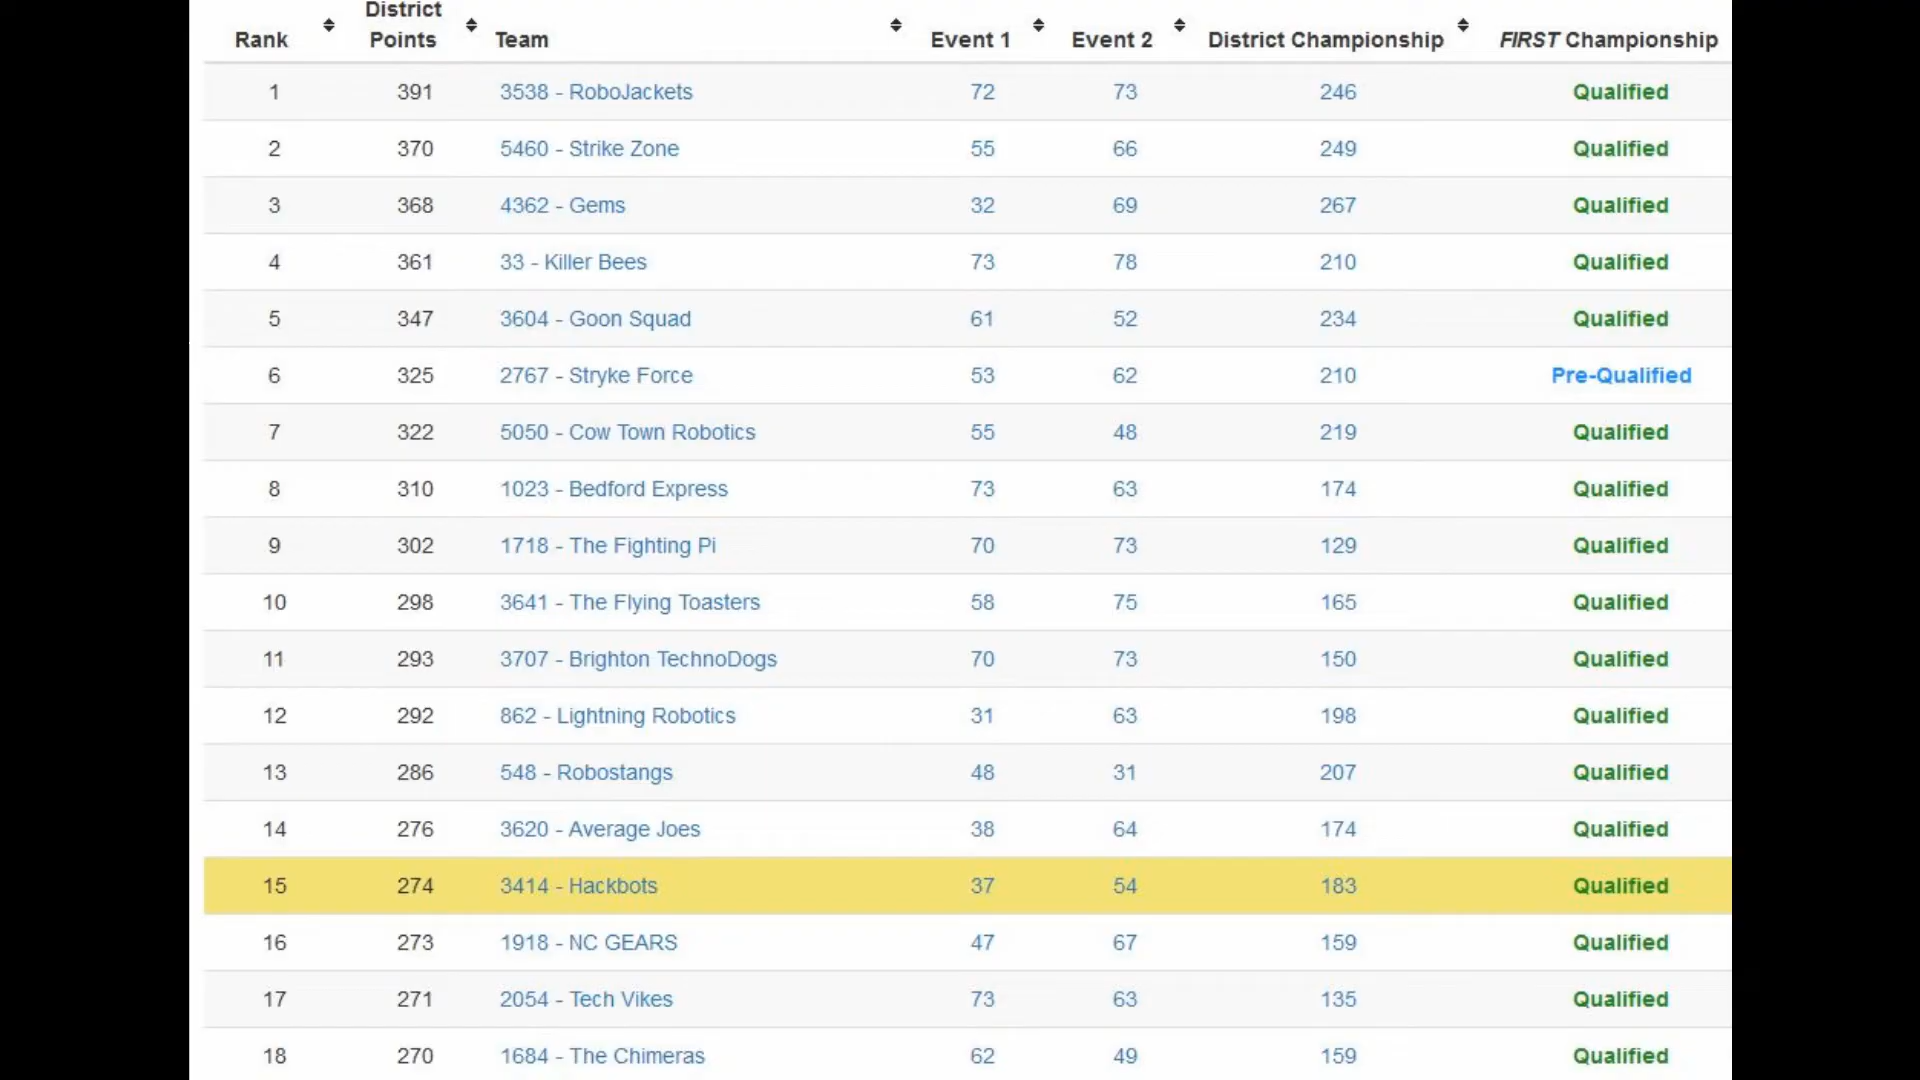 Rank District Points Team Event 1 Event 2 District Championship FIRST Championship
1 391 3538 - RoboJackets 72 73 246 Qualified
2 370 5460 - Strike Zone 55 66 249 Qualified
3 368 4362 - Gems 32 69 267 Qualified
4 361 33 - Killer Bees 73 78 210 Qualified
5 347 3604 - Goon Squad 61 52 234 Qualified
6 325 2767 - Stryke Force 53 62 210 Pre-Qualified
7 322 5050 - Cow Town Robotics 55 48 219 Qualified
8 310 1023 - Bedford Express 73 63 174 Qualified
9 302 1718 - The Fighting Pi 70 73 129 Qualified
10 298 3641 - The Flying Toasters 58 75 165 Qualified
11 293 3707 - Brighton TechnoDogs 70 73 150 Qualified
12 292 862 - Lightning Robotics 31 63 198 Qualified
13 286 548 - Robostangs 48 31 207 Qualified
14 276 3620 - Average Joes 38 64 174 Qualified
15 274 3414 - Hackbots 37 54 183 Qualified
16 273 1918 - NC GEARS 47 67 159 Qualified
17 271 2054 - Tech Vikes 73 63 135 Qualified
18 270 1684 - The Chimeras 62 49 159 Qualified